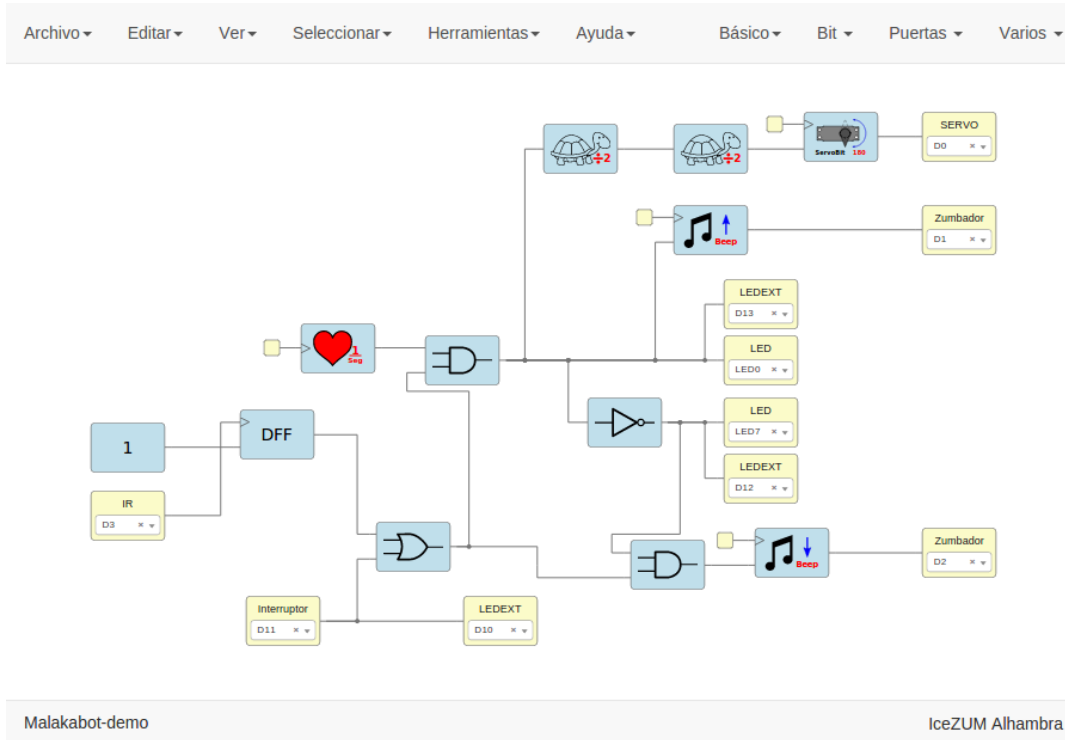 Archivo Editar Ver Seleccionar Herramientas Ayuda Básico Bit Puertas Varios
SERVO
D0
÷2
÷2
ServoBit 180
Zumbador
D1
Beep
LEDEXT
D13
1
Seg
LED
LED0
LED
LED7
1
DFF
LEDEXT
D12
IR
D3
Zumbador
D2
Beep
Interruptor
D11
LEDEXT
D10
Malakabot-demo IceZUM Alhambra